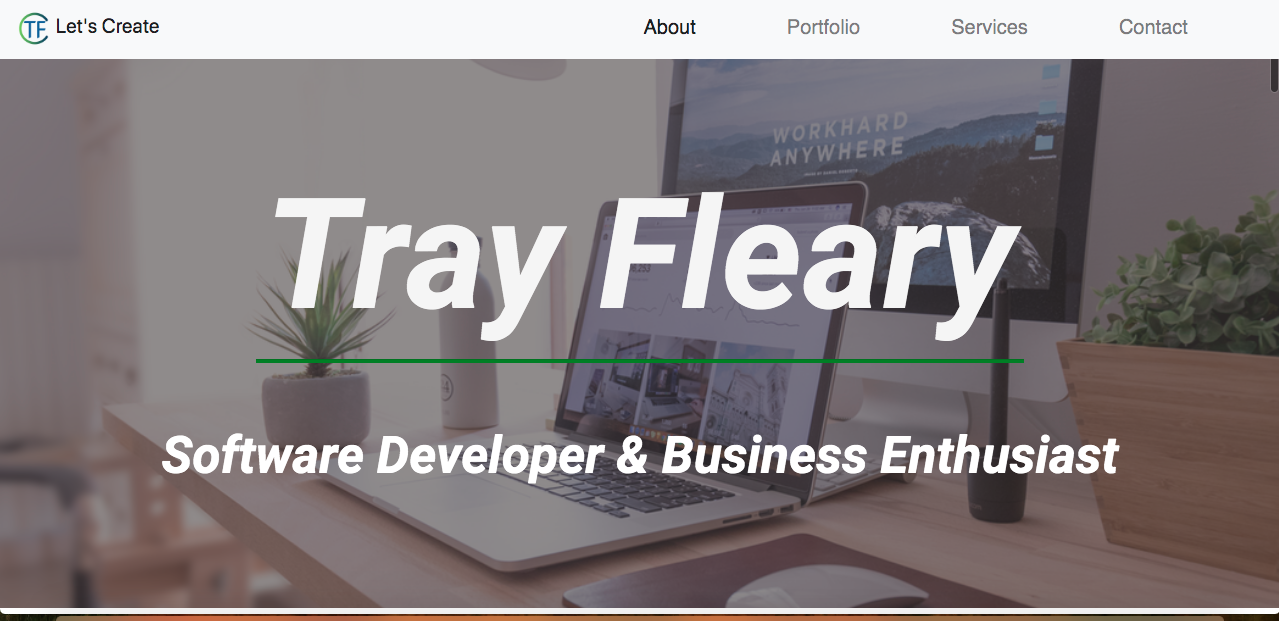 TF Let's Create
About
Portfolio
Services
Contact
WORKHARD
ANYWHERE
Tray Fleary
Software Developer & Business Enthusiast